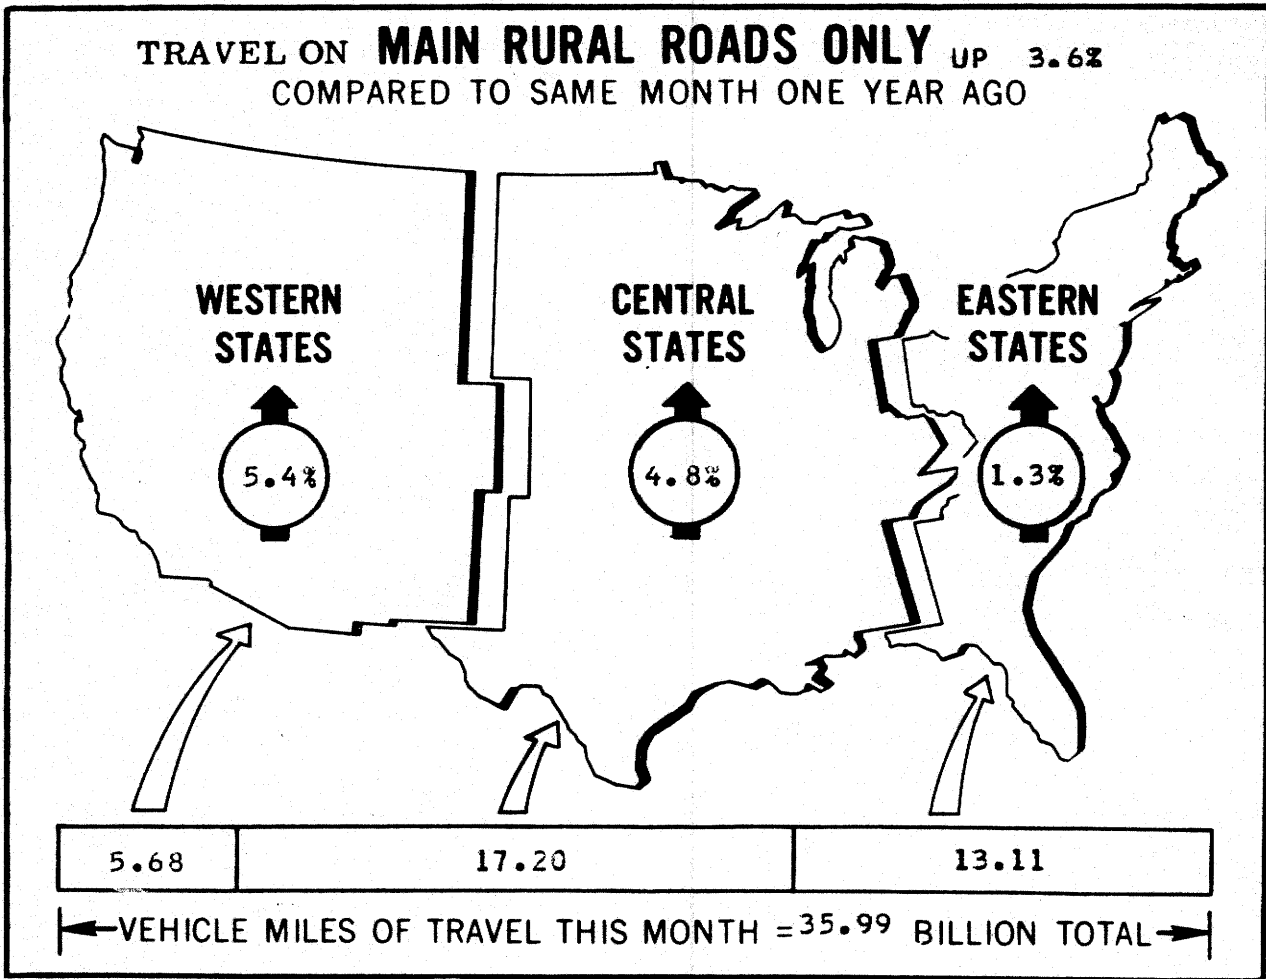 TRAVEL ON MAIN RURAL ROADS ONLY UP 3.6%
COMPARED TO SAME MONTH ONE YEAR AGO
WESTERN
STATES
5.4%
CENTRAL
STATES
4.8%
EASTERN
STATES
1.3%
5.68 17.20 13.11
VEHICLE MILES OF TRAVEL THIS MONTH = 35.99 BILLION TOTAL